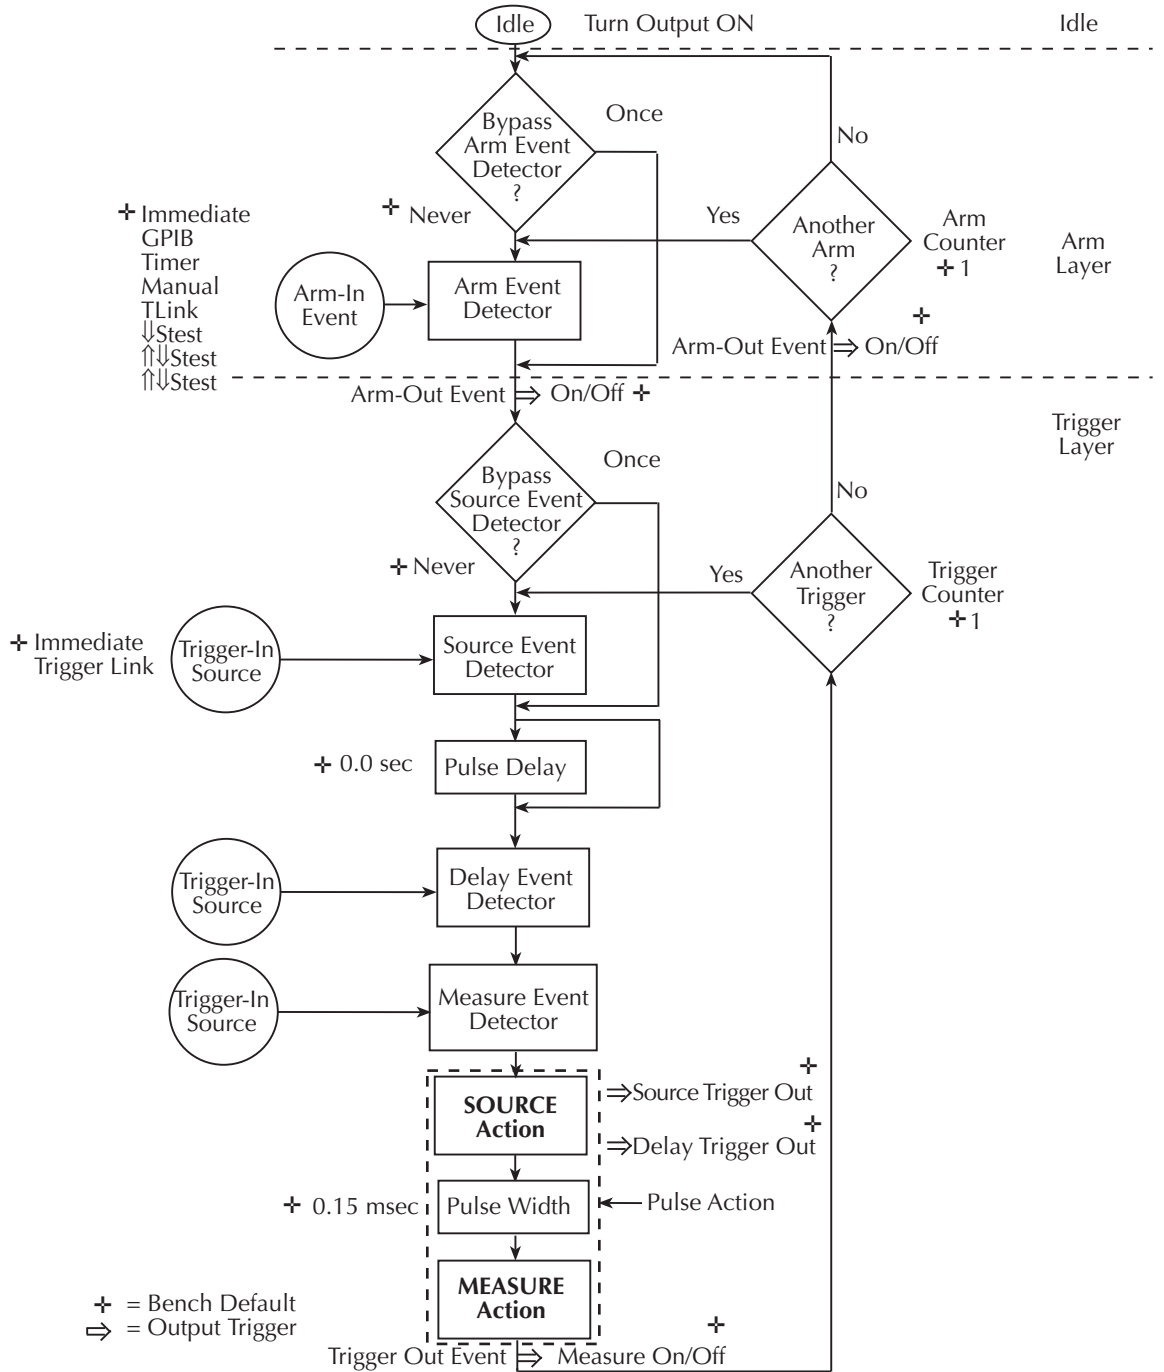 Idle
Turn Output ON
Idle
Bypass
Arm Event
Detector
?
Once
No
✛ Never
Yes
Another
Arm
?
Arm
Counter
✛ 1
Arm
Layer
✛ Immediate
GPIB
Timer
Manual
TLink
⇓Stest
⇑⇓Stest
⇑⇓Stest
Arm-In
Event
Arm Event
Detector
✛
Arm-Out Event ⇒ On/Off
Arm-Out Event ⇒ On/Off ✛
Trigger
Layer
Bypass
Source Event
Detector
?
Once
No
✛ Never
Yes
Another
Trigger
?
Trigger
Counter
✛ 1
✛ Immediate
Trigger Link
Trigger-In
Source
Source Event
Detector
✛ 0.0 sec
Pulse Delay
Trigger-In
Source
Delay Event
Detector
Trigger-In
Source
Measure Event
Detector
SOURCE
Action
✛
⇒Source Trigger Out
✛
⇒Delay Trigger Out
✛ 0.15 msec
Pulse Width
Pulse Action
MEASURE
Action
✛ = Bench Default
⇒ = Output Trigger
✛
Trigger Out Event ⇒ Measure On/Off